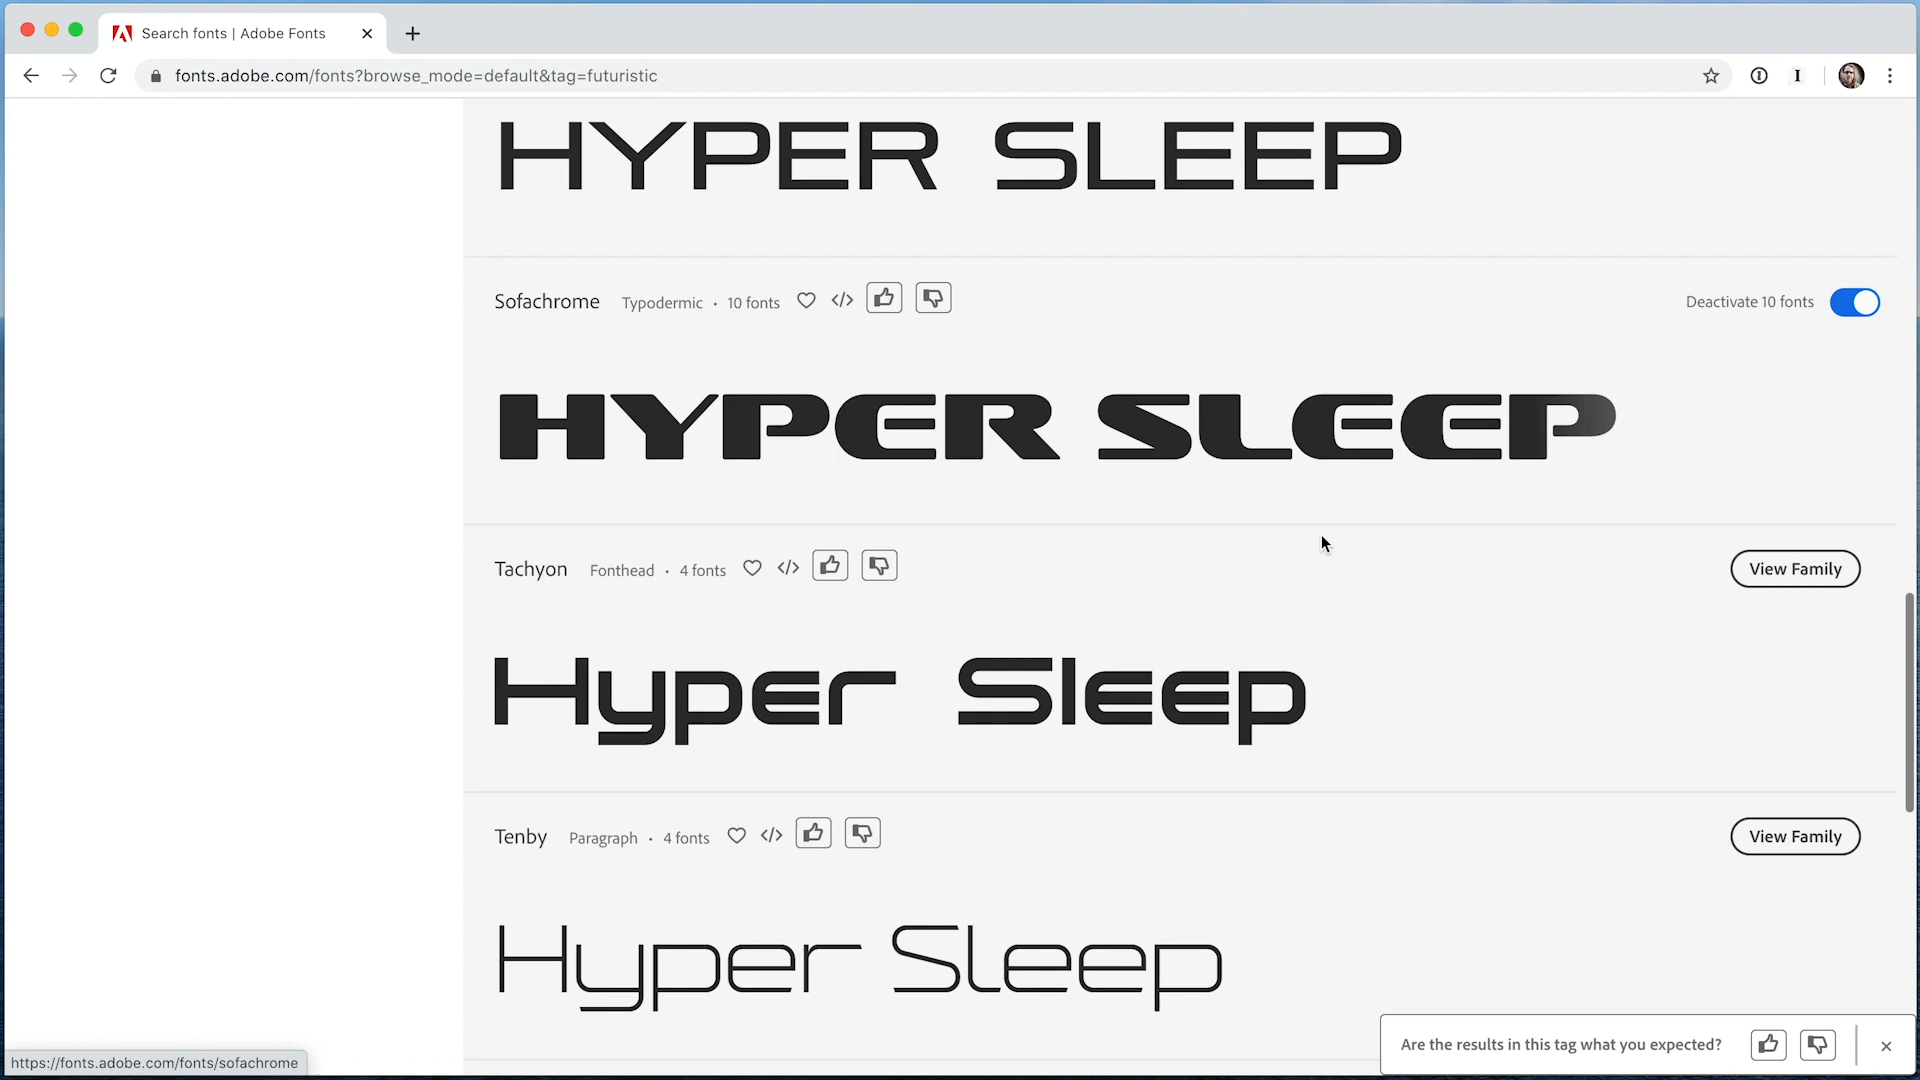 Search fonts | Adobe Fonts
fonts.adobe.com/fonts?browse_mode=default&tag=futuristic
HYPER SLEEP
Sofachrome Typodermic • 10 fonts </> Deactivate 10 fonts
HYPER SLEEP
Tachyon Fonthead • 4 fonts </> View Family
Hyper Sleep
Tenby Paragraph • 4 fonts </> View Family
Hyper Sleep
Are the results in this tag what you expected?
https://fonts.adobe.com/fonts/sofachrome